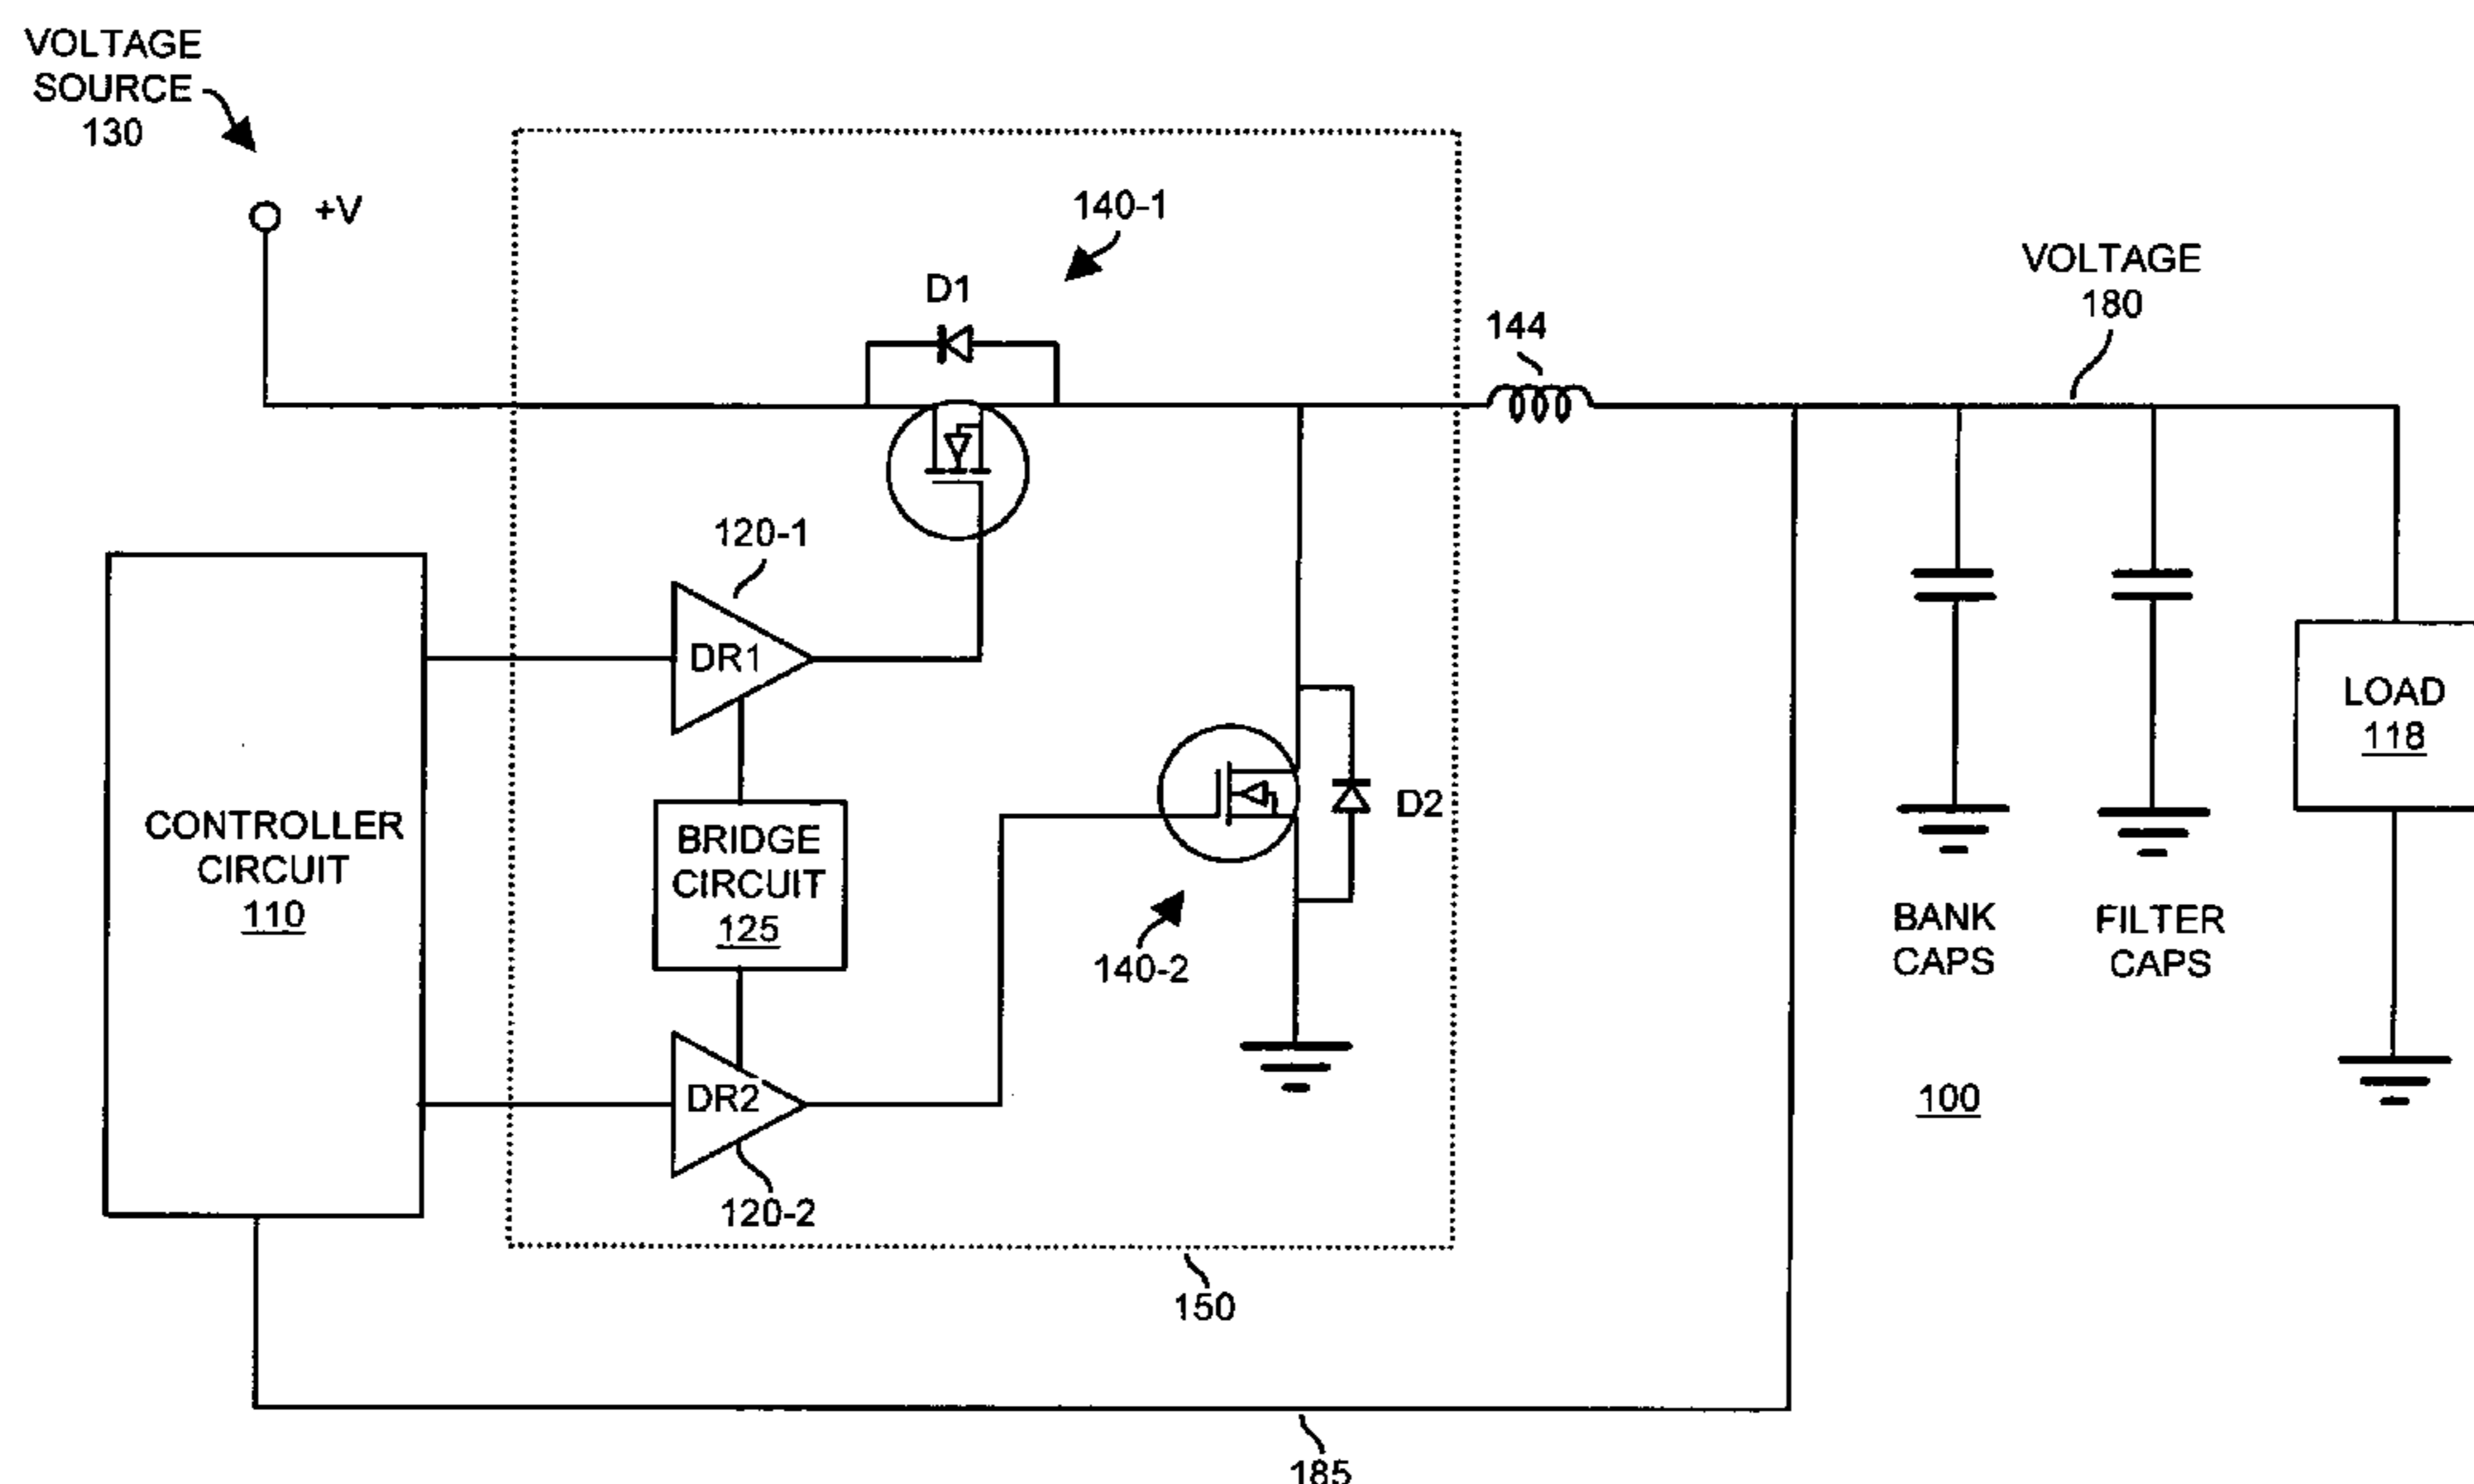 VOLTAGE
SOURCE
130
+V
140-1
D1
144
VOLTAGE
180
120-1
DR1
CONTROLLER
CIRCUIT
110
BRIDGE
CIRCUIT
125
D2
140-2
DR2
120-2
150
LOAD
118
BANK
CAPS
FILTER
CAPS
100
185